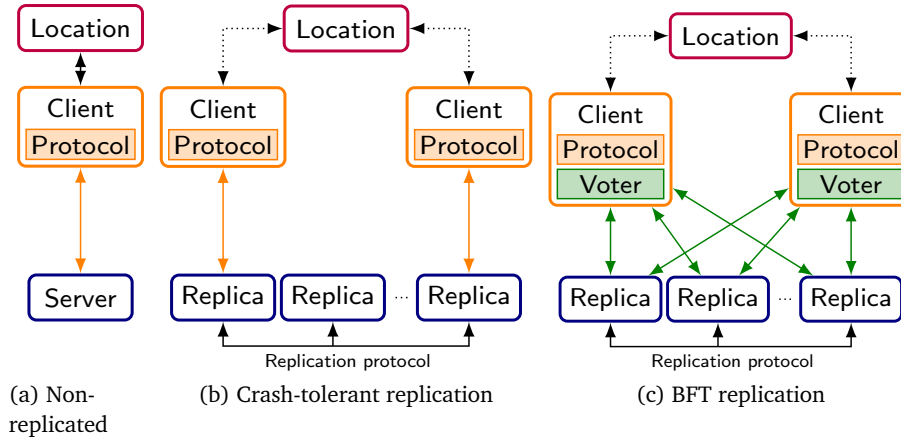 Location
Client
Protocol
Server
(a) Non-
replicated
Location
Client
Protocol
Client
Protocol
Replica
Replica
...
Replica
Replication protocol
(b) Crash-tolerant replication
Location
Client
Protocol
Voter
Client
Protocol
Voter
Replica
Replica
...
Replica
Replication protocol
(c) BFT replication